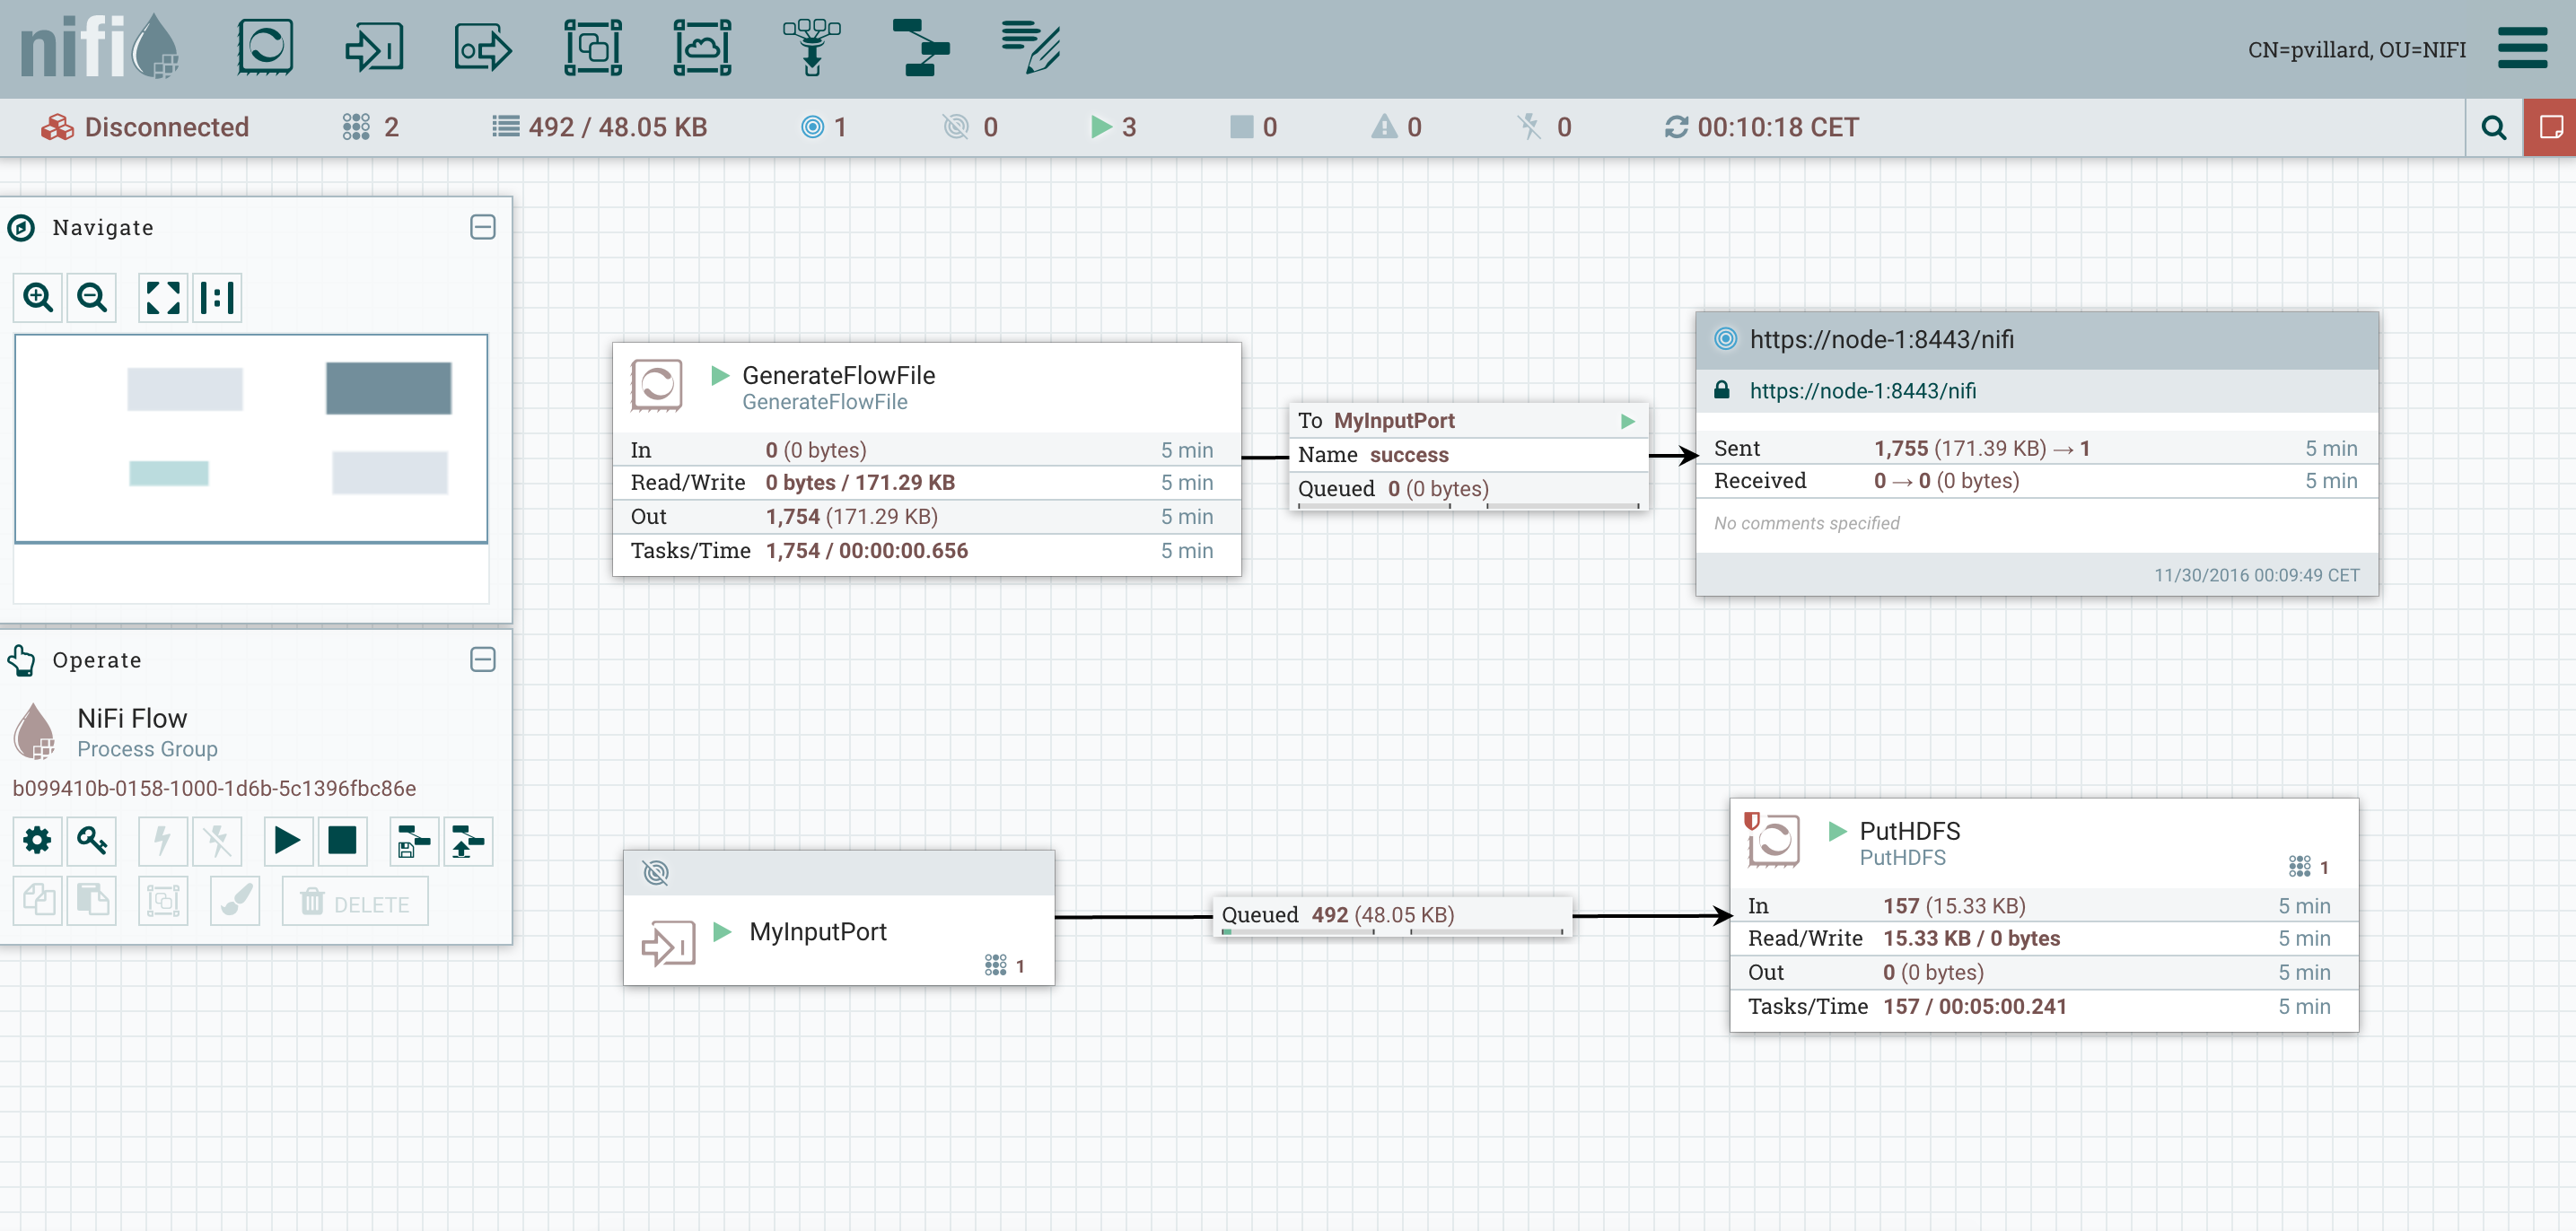 nifi
CN=pvillard, OU=NIFI
Disconnected 2 492 / 48.05 KB 1 0 3 0 0 0 00:10:18 CET
Navigate
GenerateFlowFile
GenerateFlowFile
In 0 (0 bytes) 5 min
Read/Write 0 bytes / 171.29 KB 5 min
Out 1,754 (171.29 KB) 5 min
Tasks/Time 1,754 / 00:00:00.656 5 min
To MyInputPort
Name success
Queued 0 (0 bytes)
https://node-1:8443/nifi
https://node-1:8443/nifi
Sent 1,755 (171.39 KB) → 1 5 min
Received 0 → 0 (0 bytes) 5 min
No comments specified
11/30/2016 00:09:49 CET
Operate
NiFi Flow
Process Group
b099410b-0158-1000-1d6b-5c1396fbc86e
DELETE
MyInputPort
1
Queued 492 (48.05 KB)
PutHDFS
PutHDFS
1
In 157 (15.33 KB) 5 min
Read/Write 15.33 KB / 0 bytes 5 min
Out 0 (0 bytes) 5 min
Tasks/Time 157 / 00:05:00.241 5 min